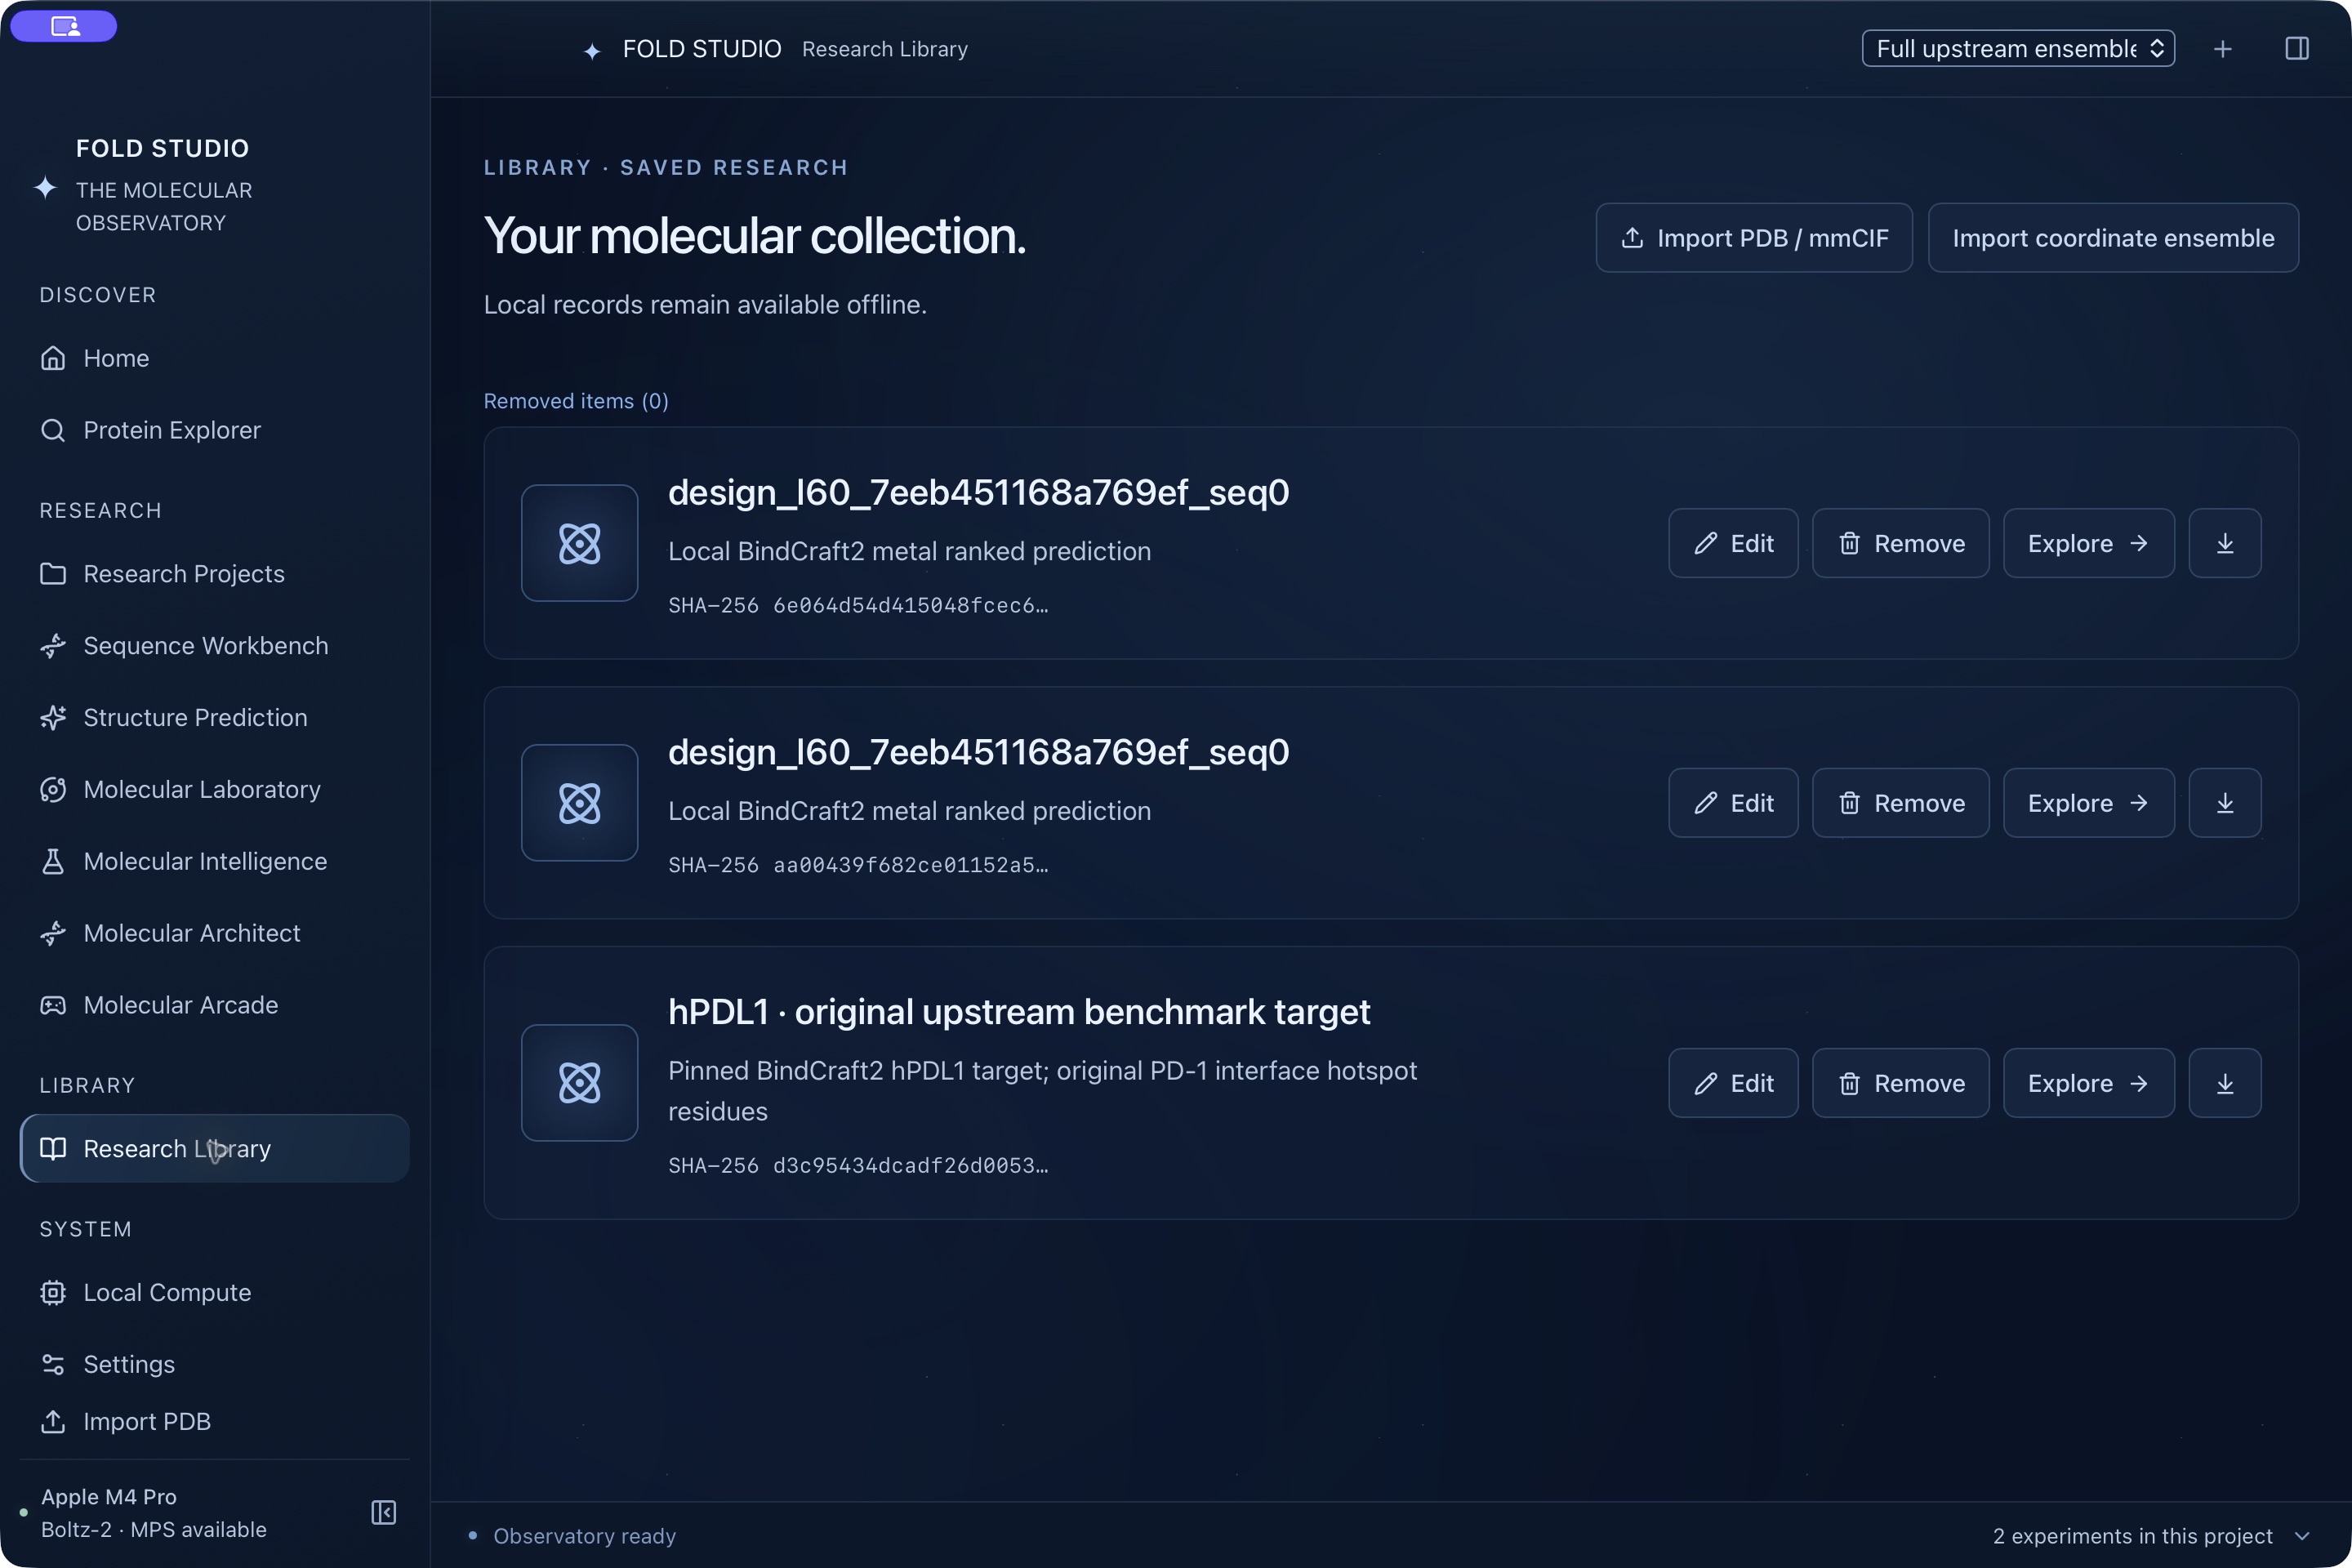 FOLD STUDIO
THE MOLECULAR
OBSERVATORY
DISCOVER
Home
Protein Explorer
RESEARCH
Research Projects
Sequence Workbench
Structure Prediction
Molecular Laboratory
Molecular Intelligence
Molecular Architect
Molecular Arcade
LIBRARY
Research Library
SYSTEM
Local Compute
Settings
Import PDB
Apple M4 Pro
Boltz-2 · MPS available
FOLD STUDIO Research Library
Full upstream ensemble
LIBRARY · SAVED RESEARCH
Your molecular collection.
Import PDB / mmCIF
Import coordinate ensemble
Local records remain available offline.
Removed items (0)
design_l60_7eeb451168a769ef_seq0
Local BindCraft2 metal ranked prediction
SHA-256 6e064d54d415048fcec6…
Edit Remove Explore
design_l60_7eeb451168a769ef_seq0
Local BindCraft2 metal ranked prediction
SHA-256 aa00439f682ce01152a5…
Edit Remove Explore
hPDL1 · original upstream benchmark target
Pinned BindCraft2 hPDL1 target; original PD-1 interface hotspot
residues
SHA-256 d3c95434dcadf26d0053…
Edit Remove Explore
Observatory ready
2 experiments in this project